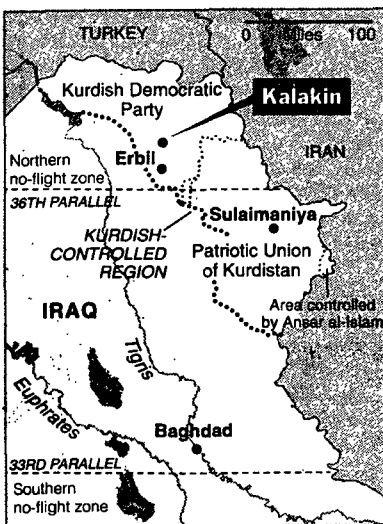 TURKEY
0 Miles 100
Kurdish Democratic
Party
Kalakin
Erbil
IRAN
Northern
no-flight zone
36TH PARALLEL
Sulaimaniya
KURDISH-
CONTROLLED
REGION
Patriotic Union
of Kurdistan
IRAQ
Area controlled
by Ansar al-Islam
Tigris
Euphrates
Baghdad
33RD PARALLEL
Southern
no-flight zone